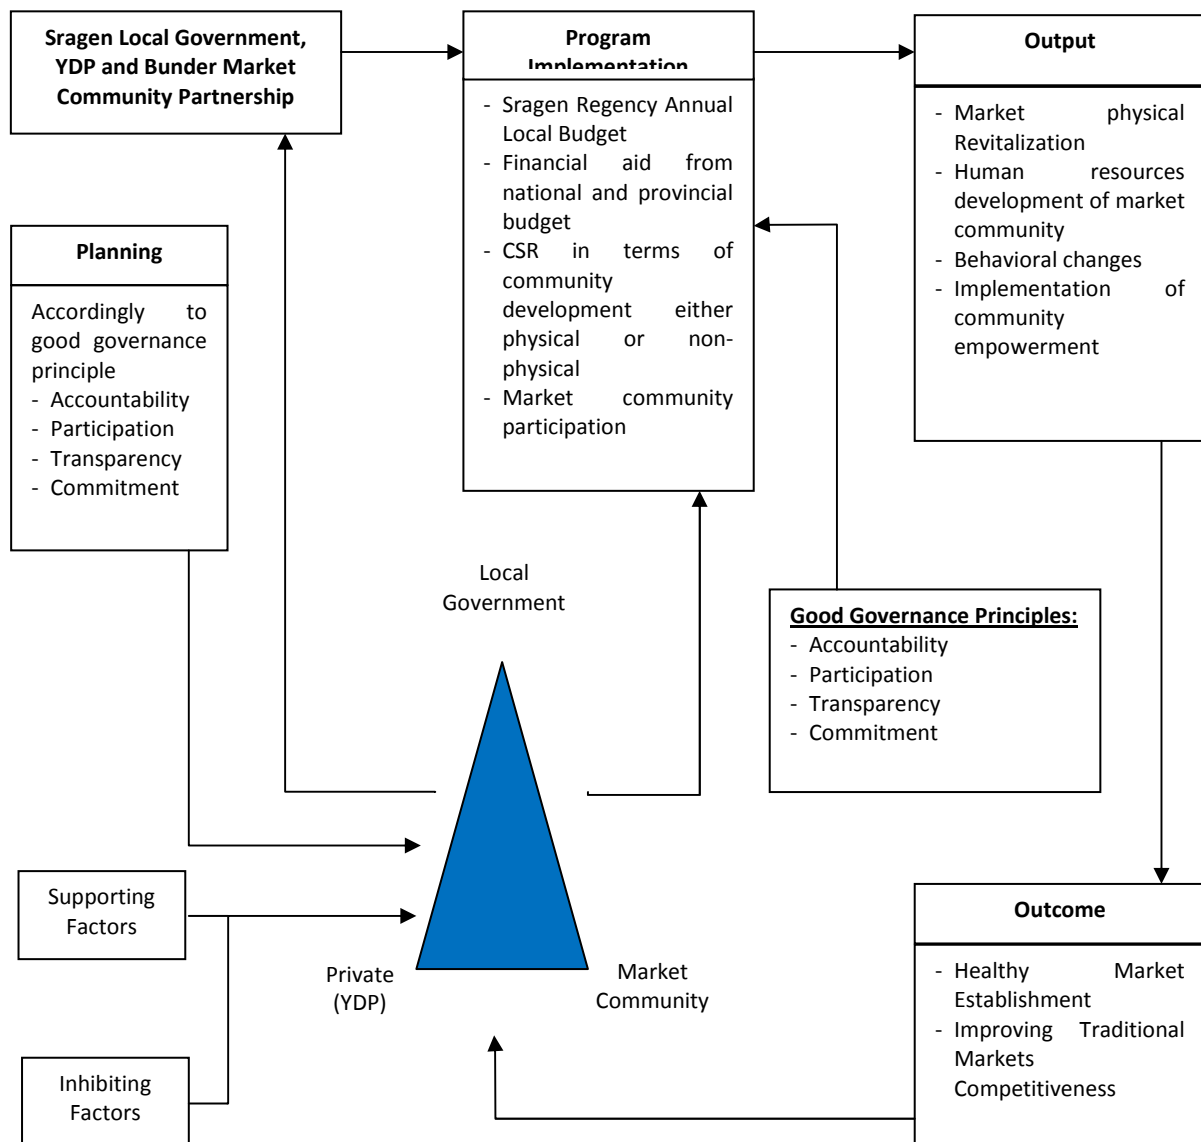 Sragen Local Government,
YDP and Bunder Market
Community Partnership
Program
Implementation
- Sragen Regency Annual
Local Budget
- Financial aid from
national and provincial
budget
- CSR in terms of
community
development either
physical or non-
physical
- Market community
participation
Output
- Market physical
Revitalization
- Human resources
development of market
community
- Behavioral changes
- Implementation of
community
empowerment
Planning
Accordingly to
good governance
principle
- Accountability
- Participation
- Transparency
- Commitment
Local
Government
Good Governance Principles:
- Accountability
- Participation
- Transparency
- Commitment
Supporting
Factors
Private
(YDP)
Market
Community
Inhibiting
Factors
Outcome
- Healthy Market
Establishment
- Improving Traditional
Markets
Competitiveness